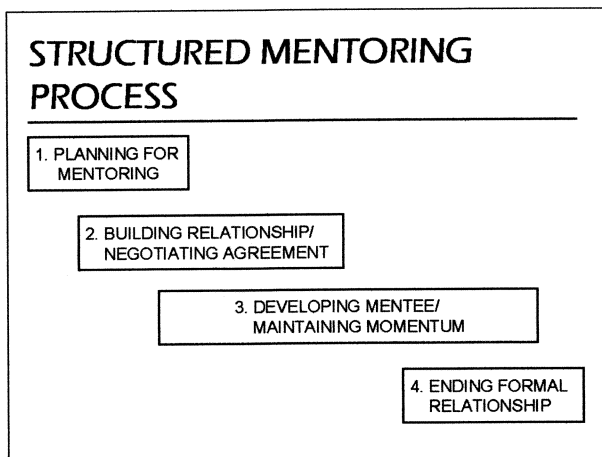 STRUCTURED MENTORING
PROCESS
1. PLANNING FOR
MENTORING
2. BUILDING RELATIONSHIP/
NEGOTIATING AGREEMENT
3. DEVELOPING MENTEE/
MAINTAINING MOMENTUM
4. ENDING FORMAL
RELATIONSHIP